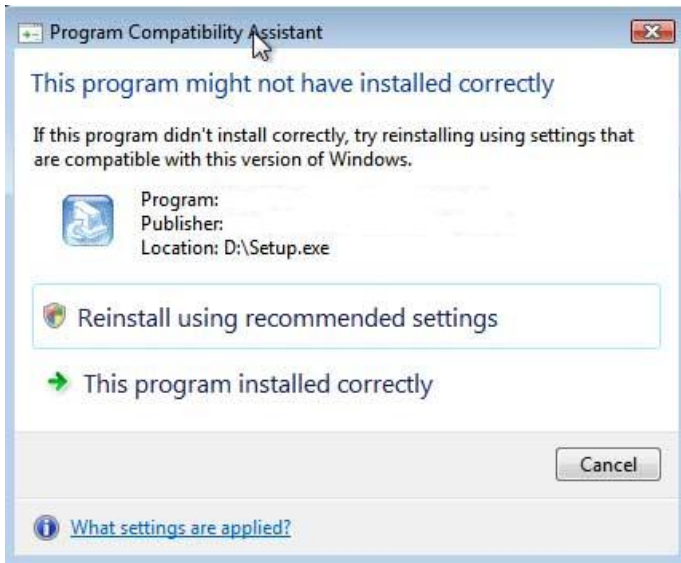 Program Compatibility Assistant
This program might not have installed correctly
If this program didn't install correctly, try reinstalling using settings that
are compatible with this version of Windows.
Program:
Publisher:
Location: D:\Setup.exe
Reinstall using recommended settings
This program installed correctly
Cancel
What settings are applied?